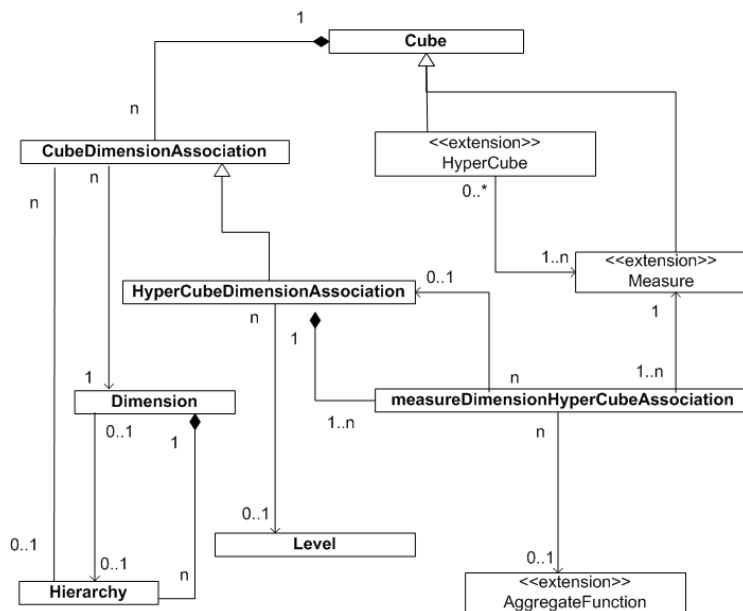 1
Cube
n
CubeDimensionAssociation
<<extension>>
HyperCube
n
n
0..*
1..n
<<extension>>
Measure
0..1
HyperCubeDimensionAssociation
n
1
1
1
n
1..n
Dimension
measureDimensionHyperCubeAssociation
0..1
1
1..n
n
0..1
Level
0..1
0..1
n
0..1
Hierarchy
<<extension>>
AggregateFunction